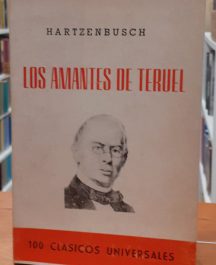 HARTZENBUSCH
LOS AMANTES DE TERUEL
100 CLASICOS UNIVERSALES